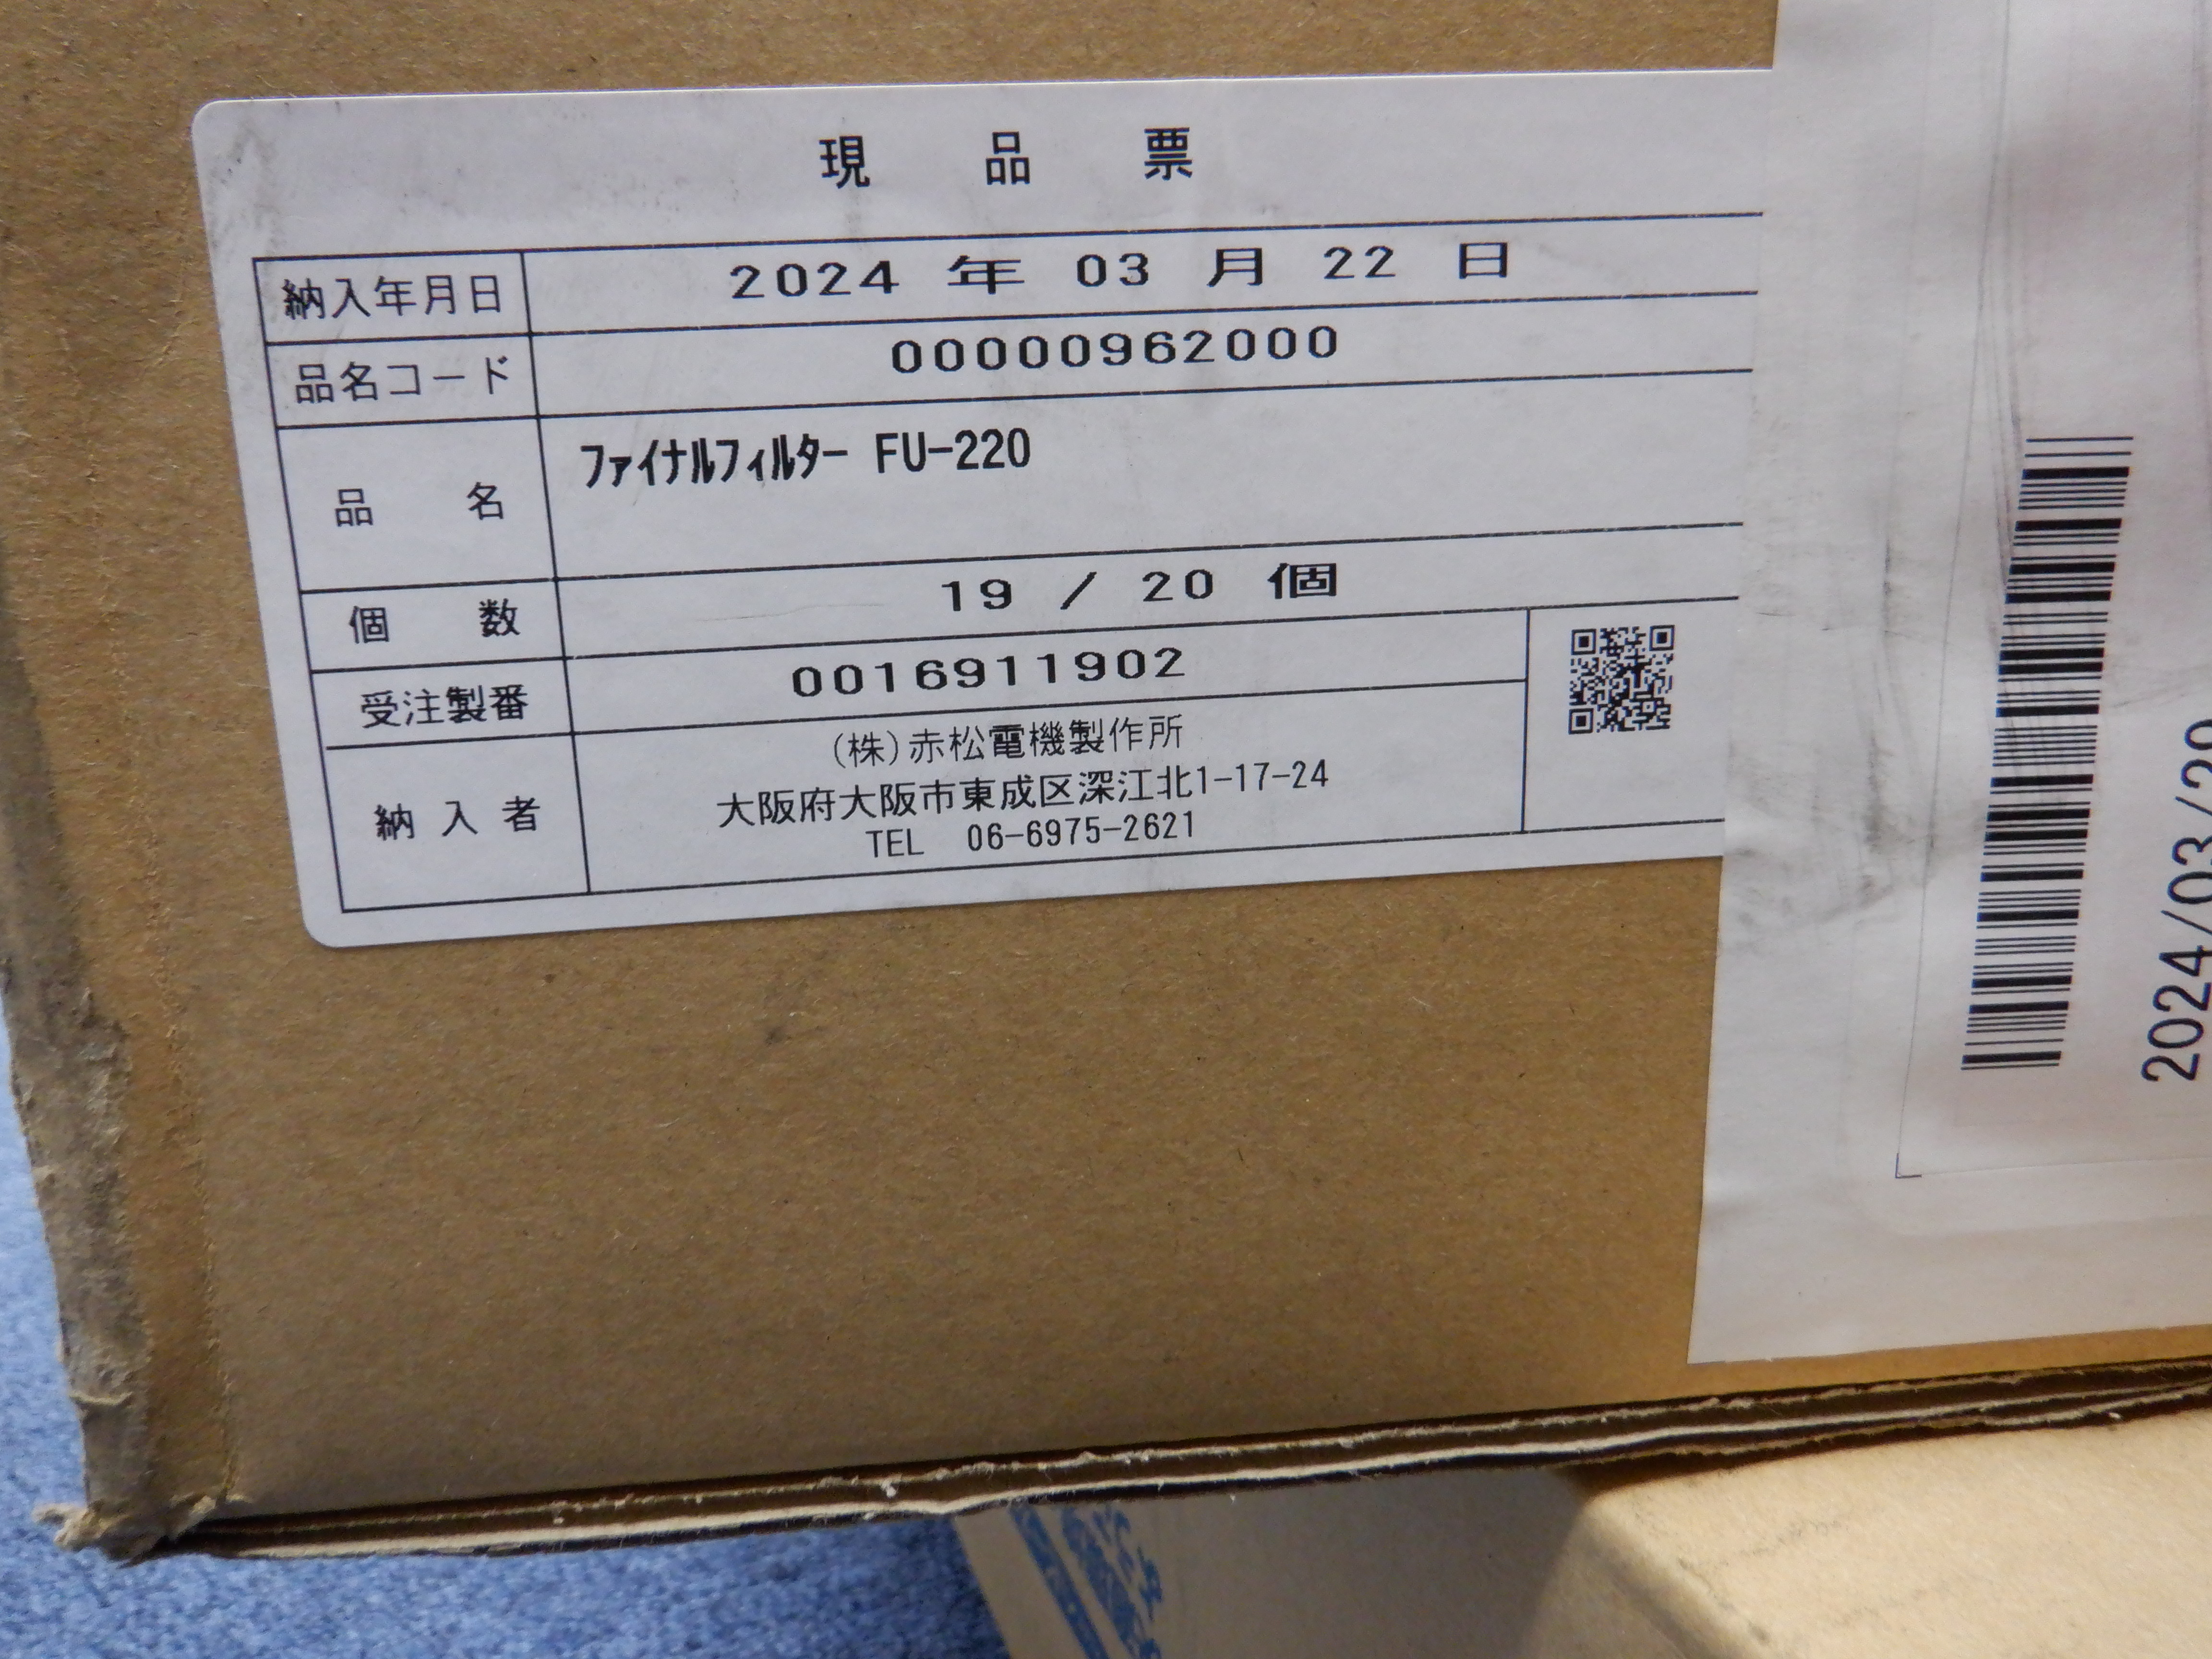 現 品 票
納入年月日 2024 年 03 月 22 日
品名コード 00000962000
品 名 ファイナルフィルター FU-220
個 数 19 / 20 個
受注製番 0016911902
納 入 者 (株)赤松電機製作所
大阪府大阪市東成区深江北1-17-24
TEL 06-6975-2621
2024/03/2